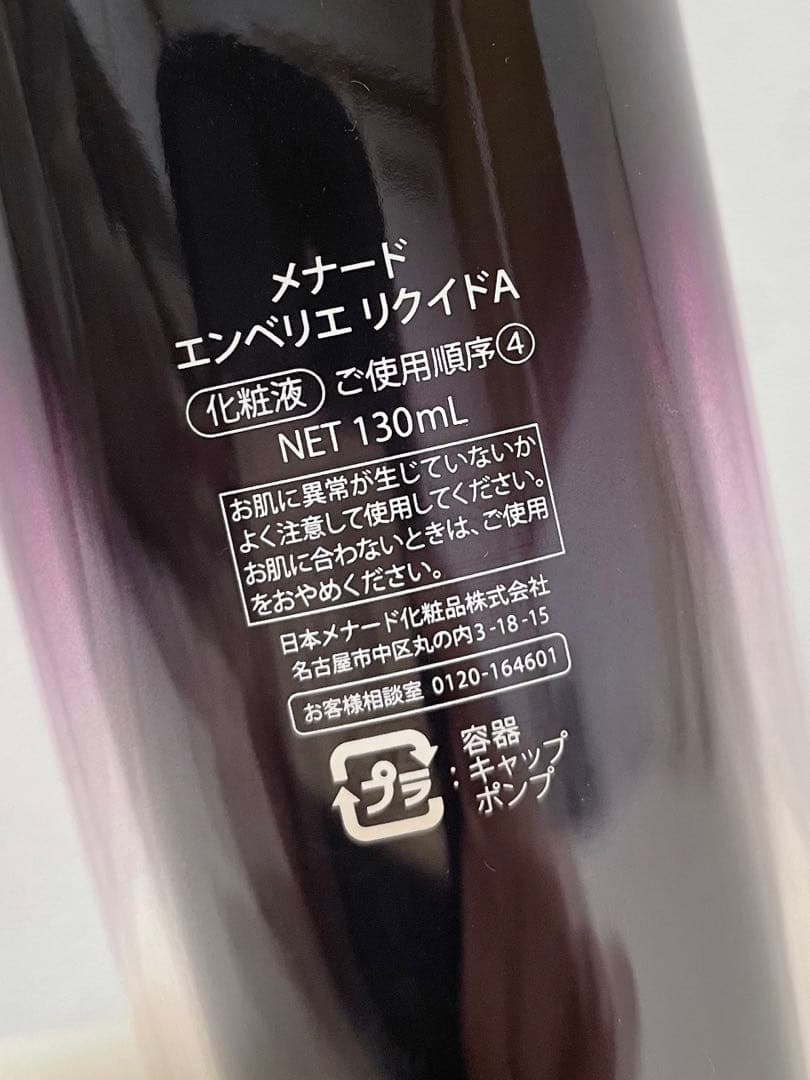 メナード
エンベリエ リクイドA
化粧液 ご使用順序④
NET 130mL
お肌に異常が生じていないか
よく注意して使用してください。
お肌に合わないときは、ご使用
をおやめください。
日本メナード化粧品株式会社
名古屋市中区丸の内3-18-15
お客様相談室 0120-164601
プラ : 容器
キャップ
ポンプ